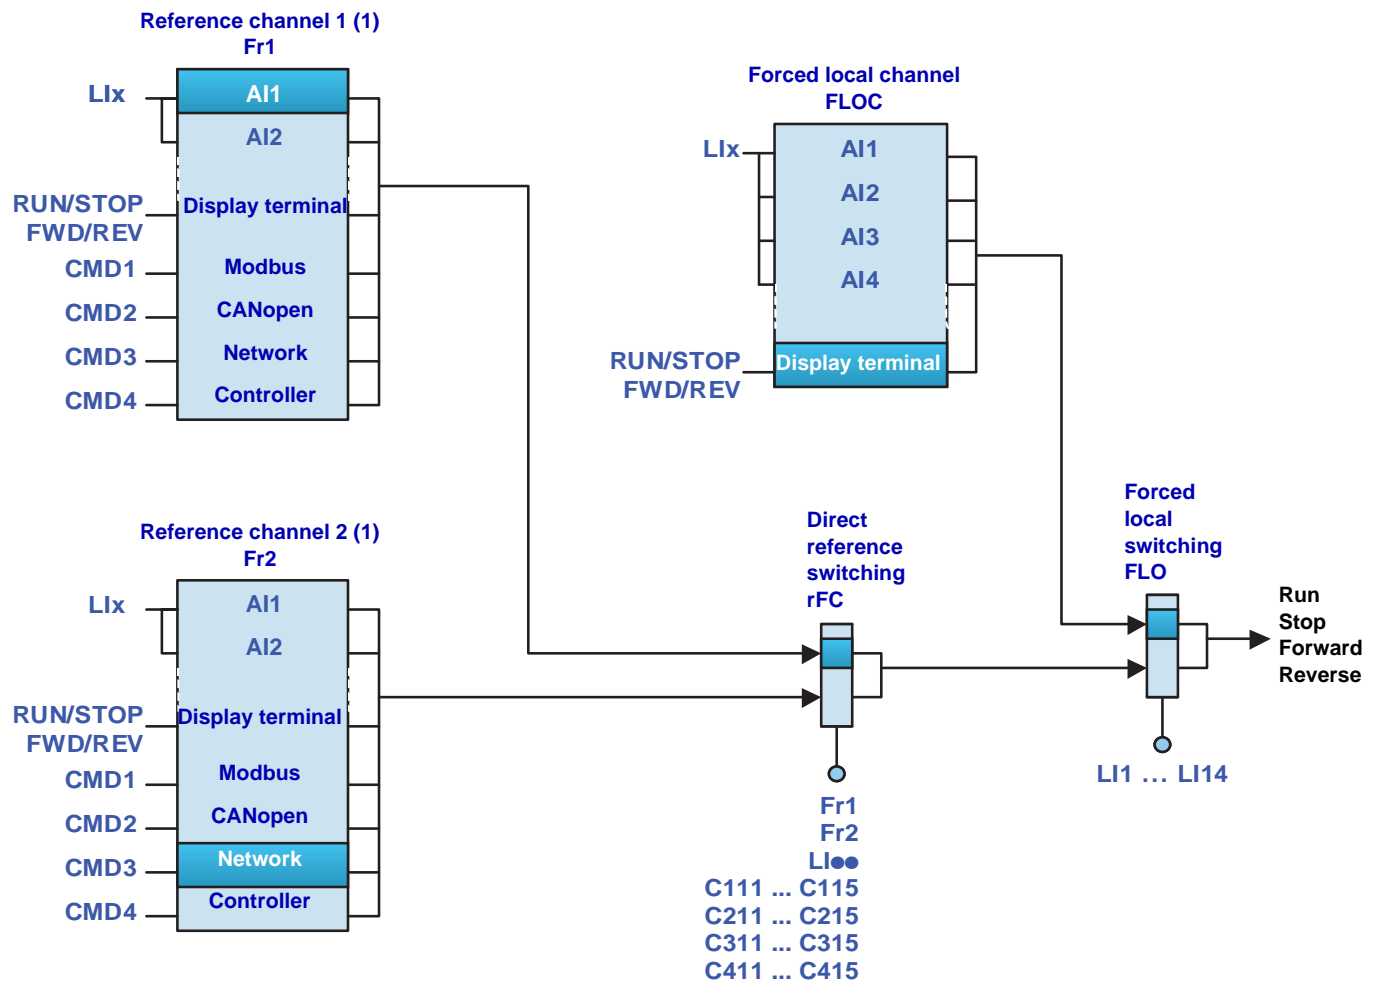 Reference channel 1 (1)
Fr1
LIx
AI1
AI2
RUN/STOP
FWD/REV
Display terminal
CMD1
Modbus
CMD2
CANopen
CMD3
Network
CMD4
Controller
Forced local channel
FLOC
LIx
AI1
AI2
AI3
AI4
RUN/STOP
FWD/REV
Display terminal
Reference channel 2 (1)
Fr2
LIx
AI1
AI2
RUN/STOP
FWD/REV
Display terminal
CMD1
Modbus
CMD2
CANopen
CMD3
Network
CMD4
Controller
Direct
reference
switching
rFC
Fr1
Fr2
LI●●
C111 ... C115
C211 ... C215
C311 ... C315
C411 ... C415
Forced
local
switching
FLO
LI1 ... LI14
Run
Stop
Forward
Reverse